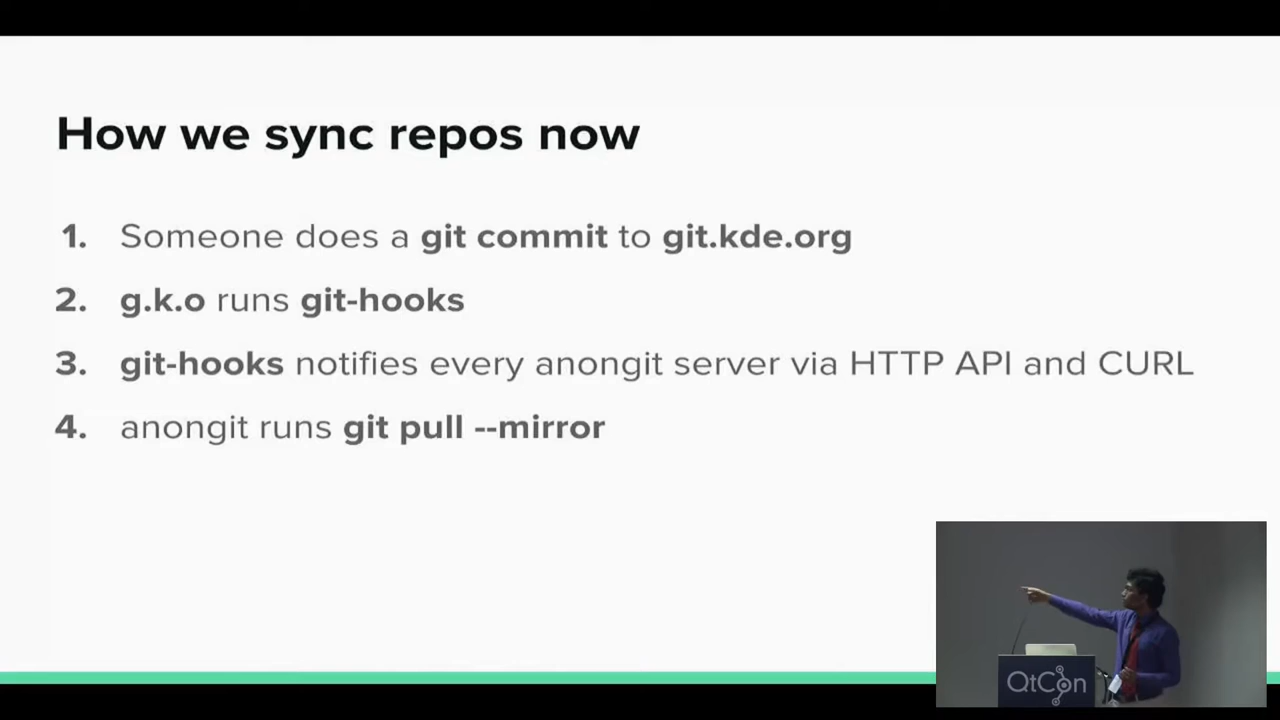 How we sync repos now
1. Someone does a git commit to git.kde.org
2. g.k.o runs git-hooks
3. git-hooks notifies every anongit server via HTTP API and CURL
4. anongit runs git pull --mirror
QtCon